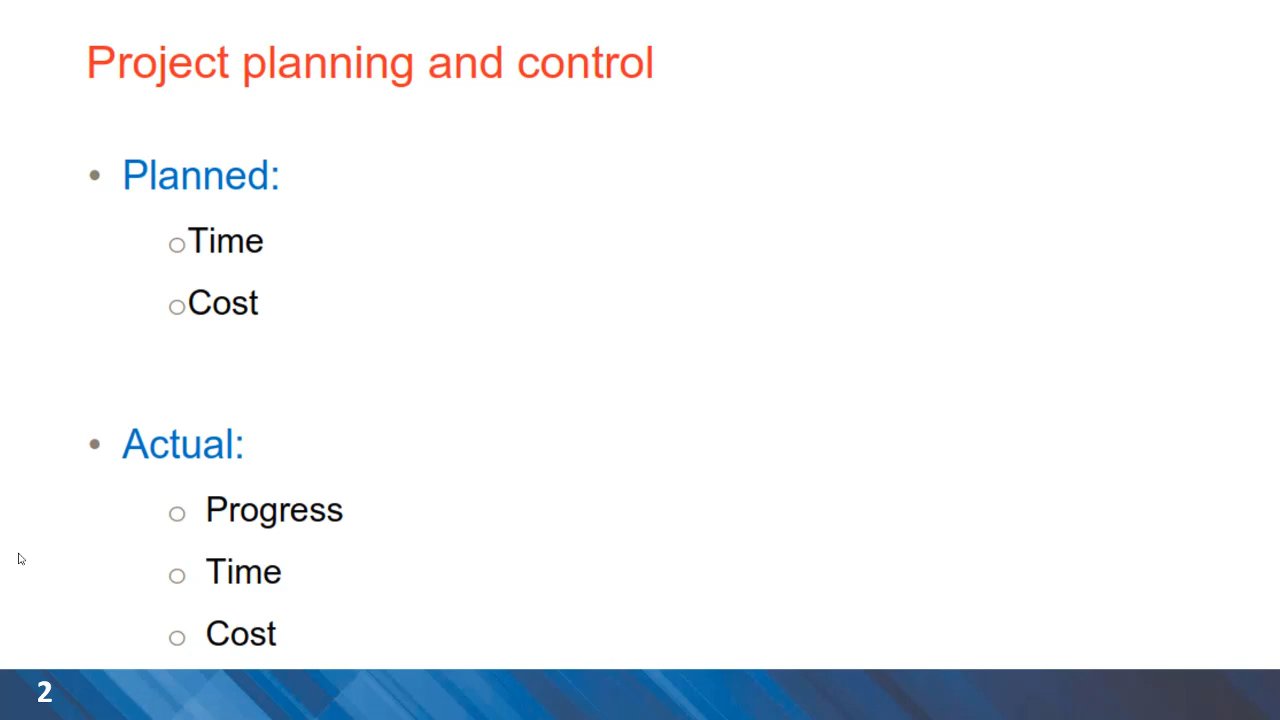 Project planning and control
• Planned:
○Time
○Cost
• Actual:
○ Progress
○ Time
○ Cost
2